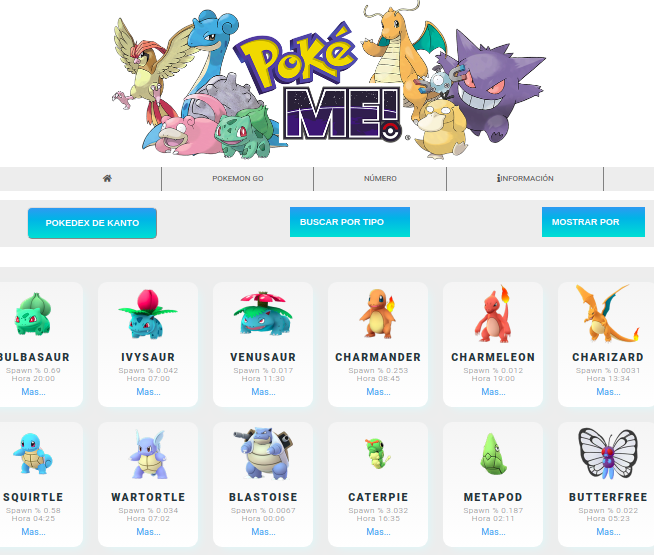 Poké
ME!
®
POKEMON GO NÚMERO INFORMACIÓN
POKEDEX DE KANTO BUSCAR POR TIPO MOSTRAR POR
BULBASAUR IVYSAUR VENUSAUR CHARMANDER CHARMELEON CHARIZARD
Spawn % 0.69 Spawn % 0.042 Spawn % 0.017 Spawn % 0.253 Spawn % 0.012 Spawn % 0.0031
Hora 20:00 Hora 07:00 Hora 11:30 Hora 08:45 Hora 19:00 Hora 13:34
Mas... Mas... Mas... Mas... Mas... Mas...
SQUIRTLE WARTORTLE BLASTOISE CATERPIE METAPOD BUTTERFREE
Spawn % 0.58 Spawn % 0.034 Spawn % 0.0067 Spawn % 3.032 Spawn % 0.187 Spawn % 0.022
Hora 04:25 Hora 07:02 Hora 00:06 Hora 16:35 Hora 02:11 Hora 05:23
Mas... Mas... Mas... Mas... Mas... Mas...